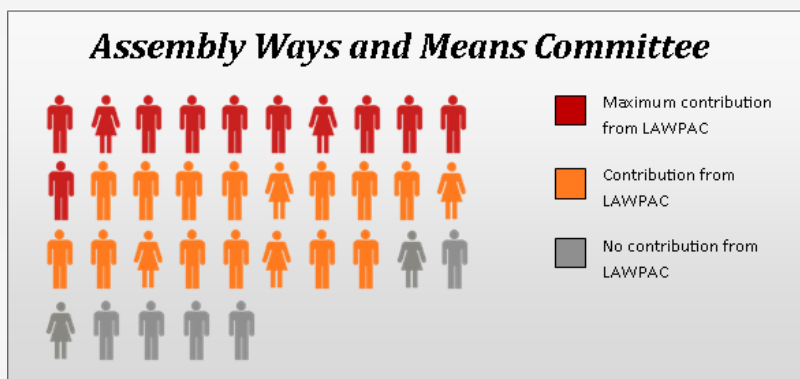 Assembly Ways and Means Committee
Maximum contribution
from LAWPAC
Contribution from
LAWPAC
No contribution from
LAWPAC